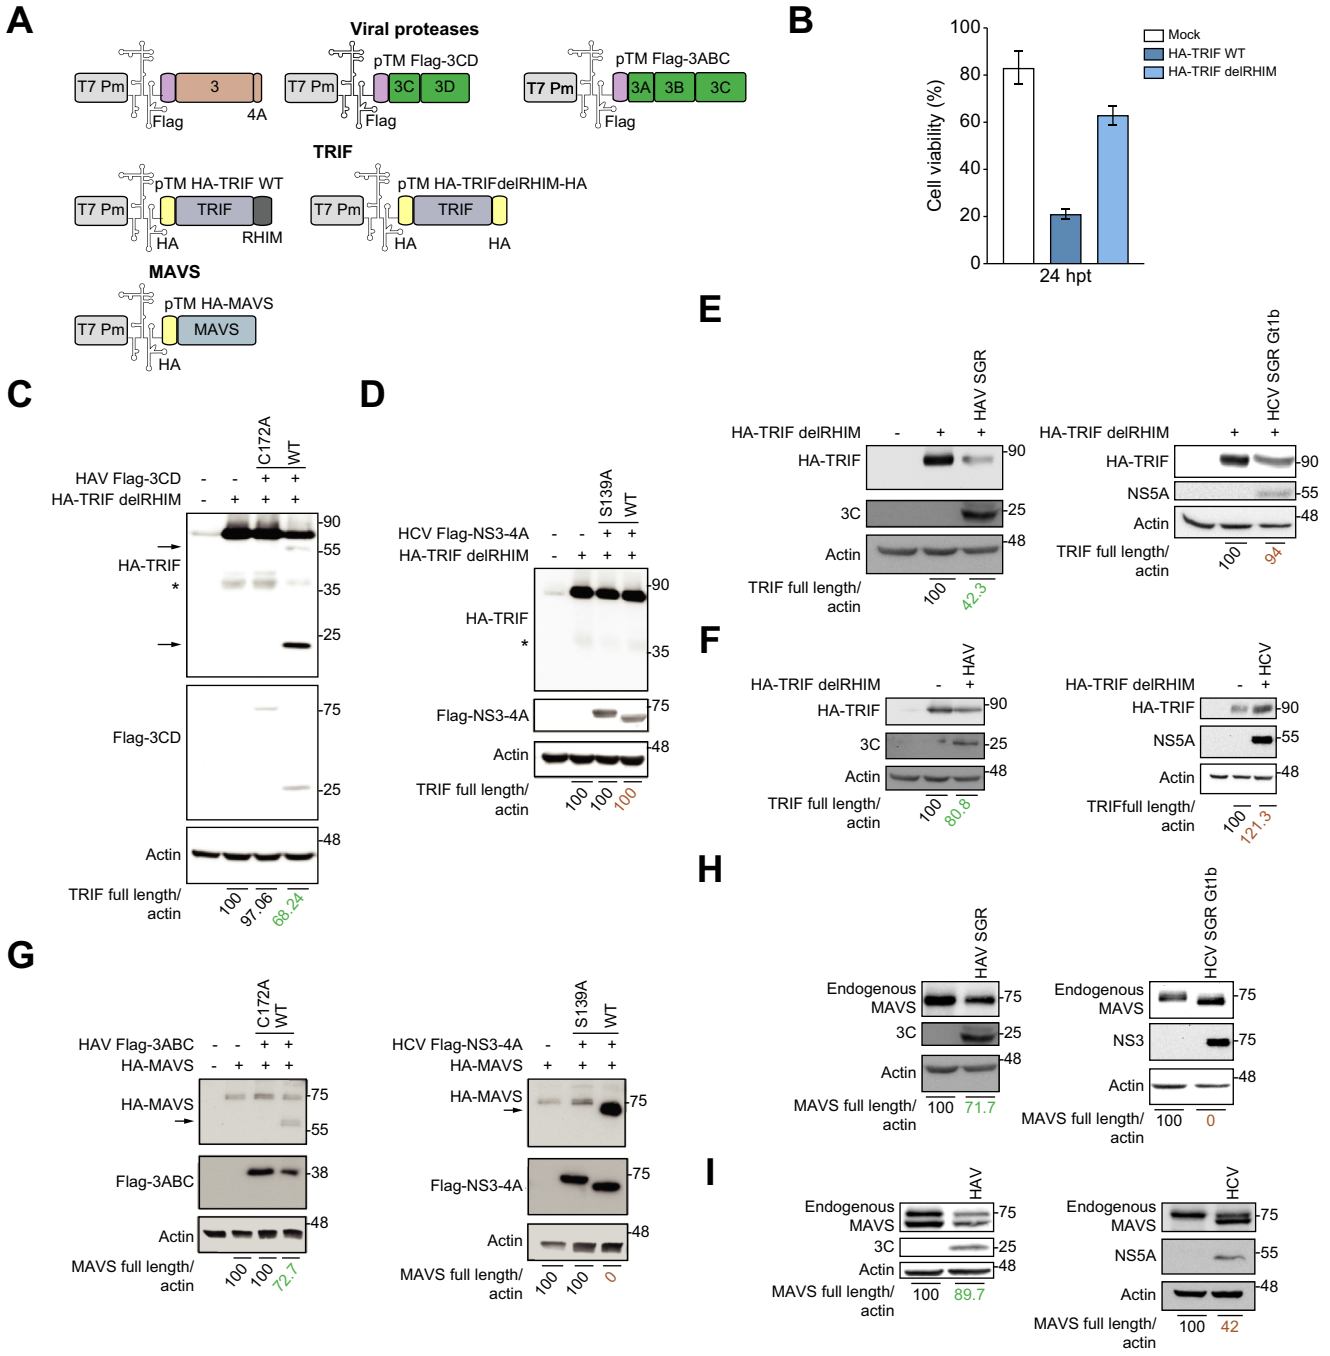 A
Viral proteases
pTM Flag-3CD
pTM Flag-3ABC
T7 Pm
3
T7 Pm
3C
3D
T7 Pm
3A
3B
3C
Flag
4A
Flag
Flag
TRIF
pTM HA-TRIF WT
pTM HA-TRIFdelRHIM-HA
T7 Pm
TRIF
T7 Pm
TRIF
HA
RHIM
HA
HA
MAVS
pTM HA-MAVS
T7 Pm
MAVS
HA
B
Cell viability (%)
100
80
60
40
20
0
24 hpt
Mock
HA-TRIF WT
HA-TRIF delRHIM
C
C172A
WT
HAV Flag-3CD - - + +
HA-TRIF delRHIM - + + +
HA-TRIF
*
-90
-55
-35
-25
Flag-3CD
-75
-25
Actin
-48
TRIF full length/
actin
100
97.06
68.24
D
S139A
WT
HCV Flag-NS3-4A - - + +
HA-TRIF delRHIM - + + +
HA-TRIF
*
-90
-35
Flag-NS3-4A
-75
Actin
-48
TRIF full length/
actin
100
100
100
E
HAV SGR
HA-TRIF delRHIM - + +
HA-TRIF
-90
3C
-25
Actin
-48
TRIF full length/
actin
100
42.3
HCV SGR Gt1b
HA-TRIF delRHIM + +
HA-TRIF
-90
NS5A
-55
Actin
-48
TRIF full length/
actin
100
94
F
HAV
HA-TRIF delRHIM - +
HA-TRIF
-90
3C
-25
Actin
-48
TRIF full length/
actin
100
80.8
HCV
HA-TRIF delRHIM - +
HA-TRIF
-90
NS5A
-55
Actin
-48
TRIFfull length/
actin
100
121.3
G
C172A
WT
HAV Flag-3ABC - - + +
HA-MAVS - + + +
HA-MAVS
-75
-55
Flag-3ABC
-38
Actin
-48
MAVS full length/
actin
100
100
72.7
S139A
WT
HCV Flag-NS3-4A - + +
HA-MAVS + + +
HA-MAVS
-75
Flag-NS3-4A
-75
Actin
-48
MAVS full length/
actin
100
100
0
H
HAV SGR
Endogenous
MAVS
-75
3C
-25
Actin
-48
MAVS full length/
actin
100
71.7
HCV SGR Gt1b
Endogenous
MAVS
-75
NS3
-75
Actin
-48
MAVS full length/
actin
100
0
I
HAV
Endogenous
MAVS
-75
3C
-25
Actin
-48
MAVS full length/
actin
100
89.7
HCV
Endogenous
MAVS
-75
NS5A
-55
Actin
-48
MAVS full length/
actin
100
42